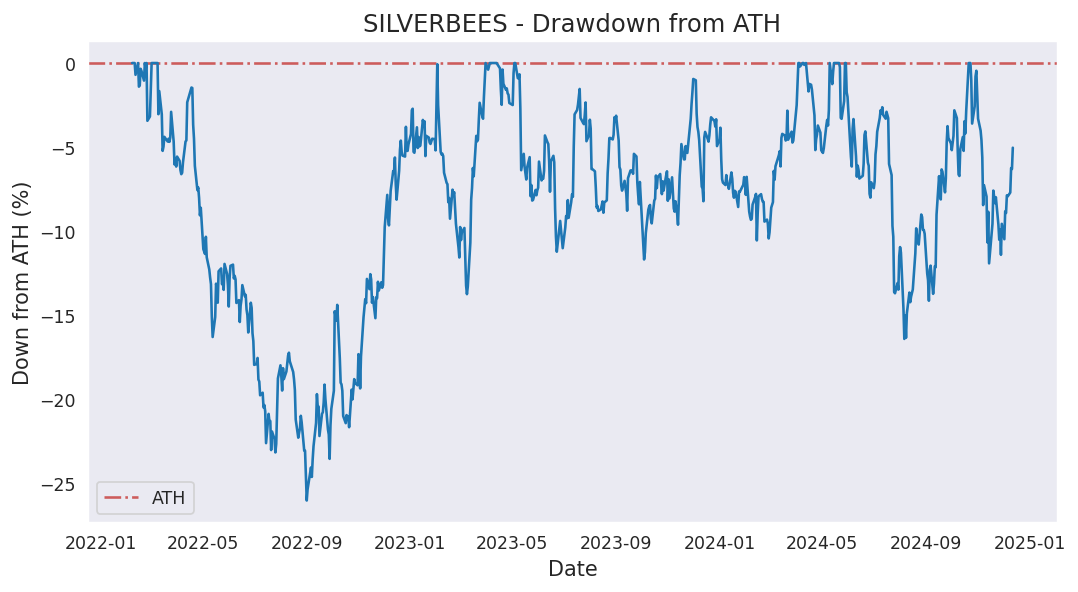 SILVERBEES - Drawdown from ATH
Down from ATH (%)
0
−5
−10
−15
−20
−25
ATH
2022-01 2022-05 2022-09 2023-01 2023-05 2023-09 2024-01 2024-05 2024-09 2025-01
Date